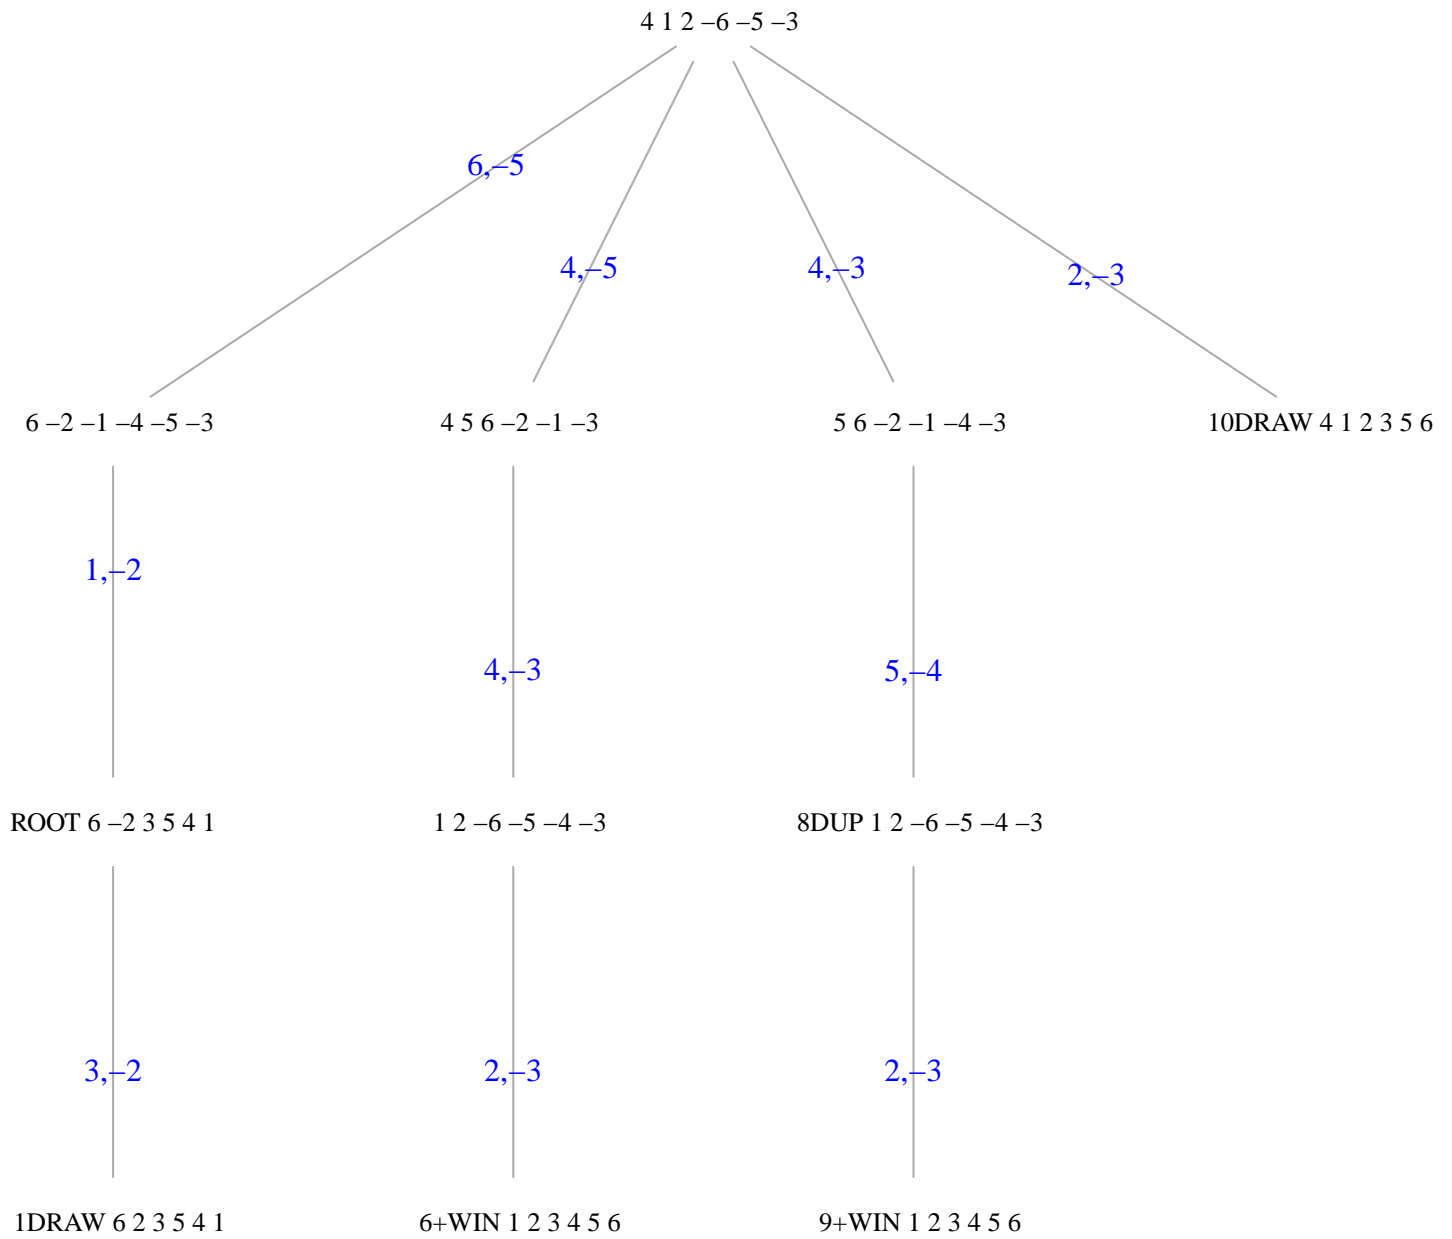 4 1 2 –6 –5 –3
6,–5
4,–5
4,–3
2,–3
6 –2 –1 –4 –5 –3
4 5 6 –2 –1 –3
5 6 –2 –1 –4 –3
10DRAW 4 1 2 3 5 6
1,–2
4,–3
5,–4
ROOT 6 –2 3 5 4 1
1 2 –6 –5 –4 –3
8DUP 1 2 –6 –5 –4 –3
3,–2
2,–3
2,–3
1DRAW 6 2 3 5 4 1
6+WIN 1 2 3 4 5 6
9+WIN 1 2 3 4 5 6